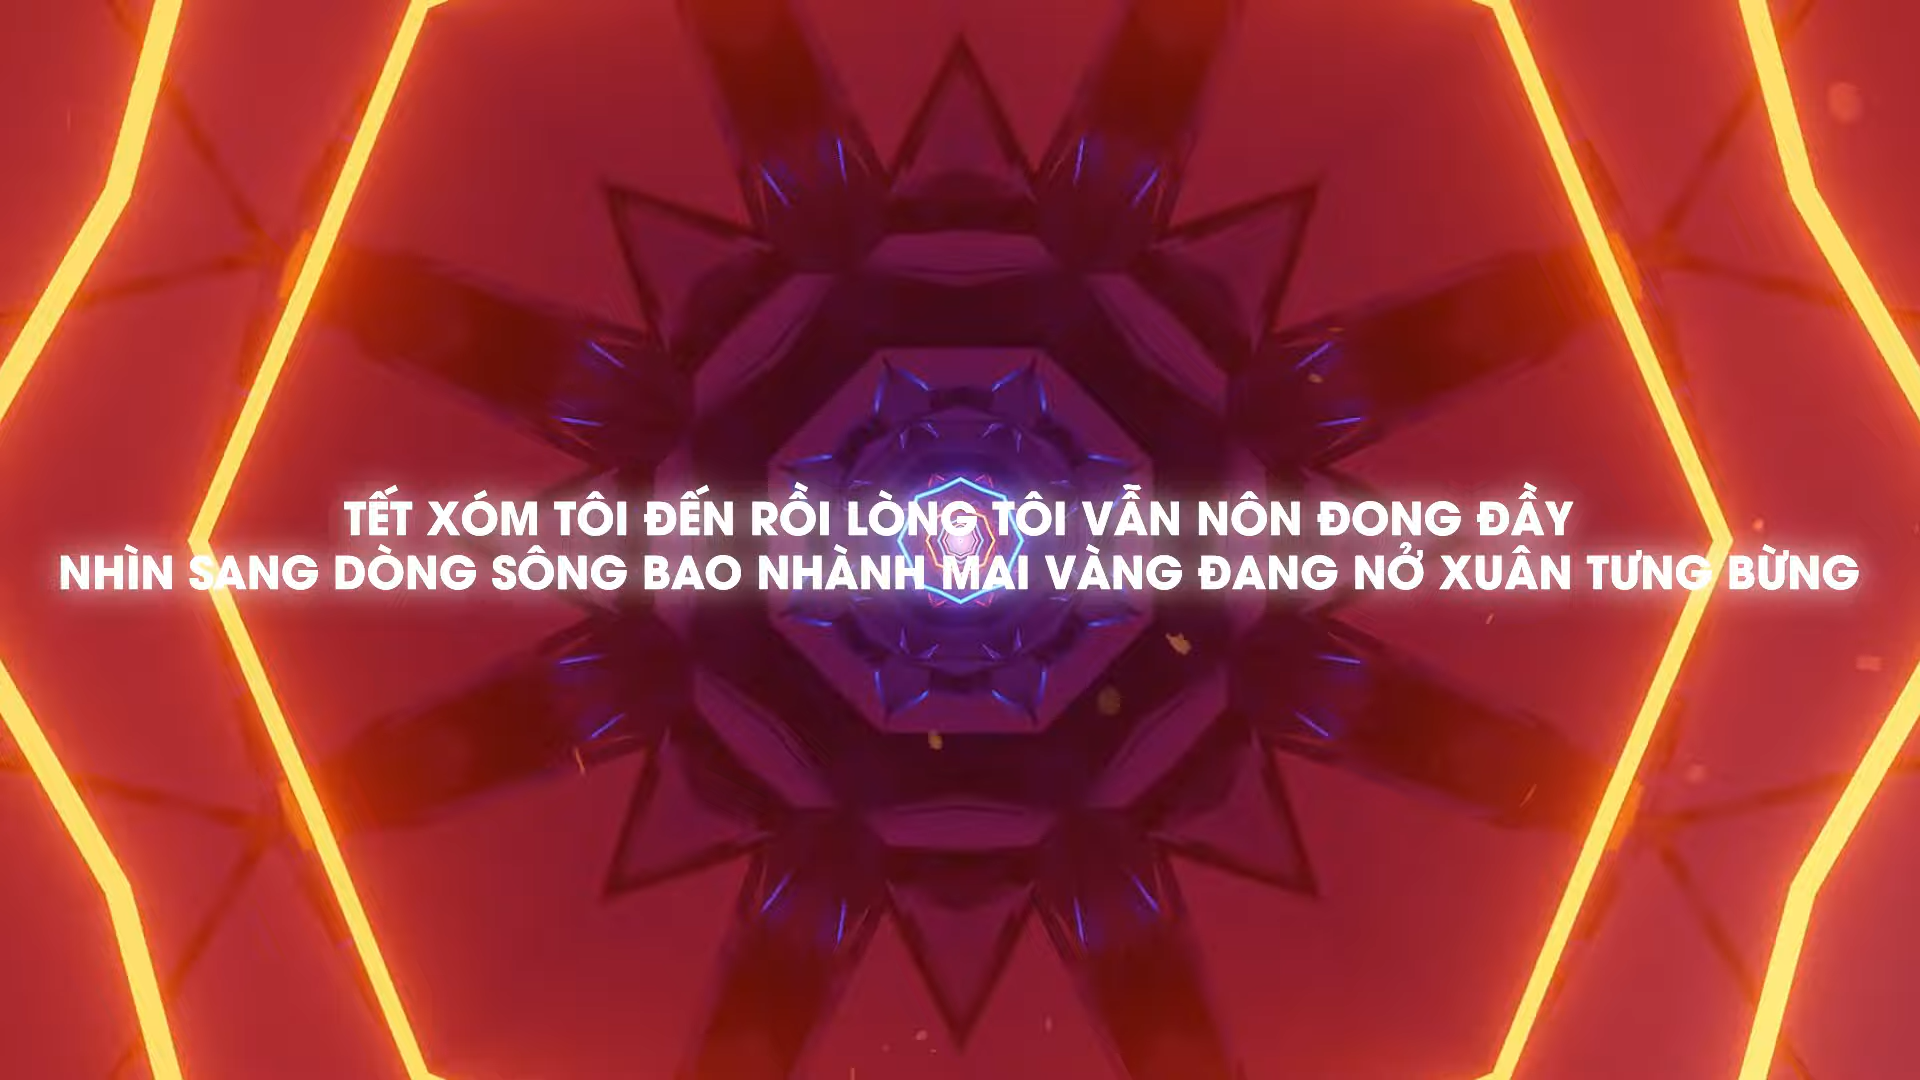 TẾT XÓM TÔI ĐẾN RỒI LÒNG TÔI VẪN NÔN ĐONG ĐẦY
NHÌN SANG DÒNG SÔNG BAO NHÀNH MAI VÀNG ĐANG NỞ XUÂN TƯNG BỪNG